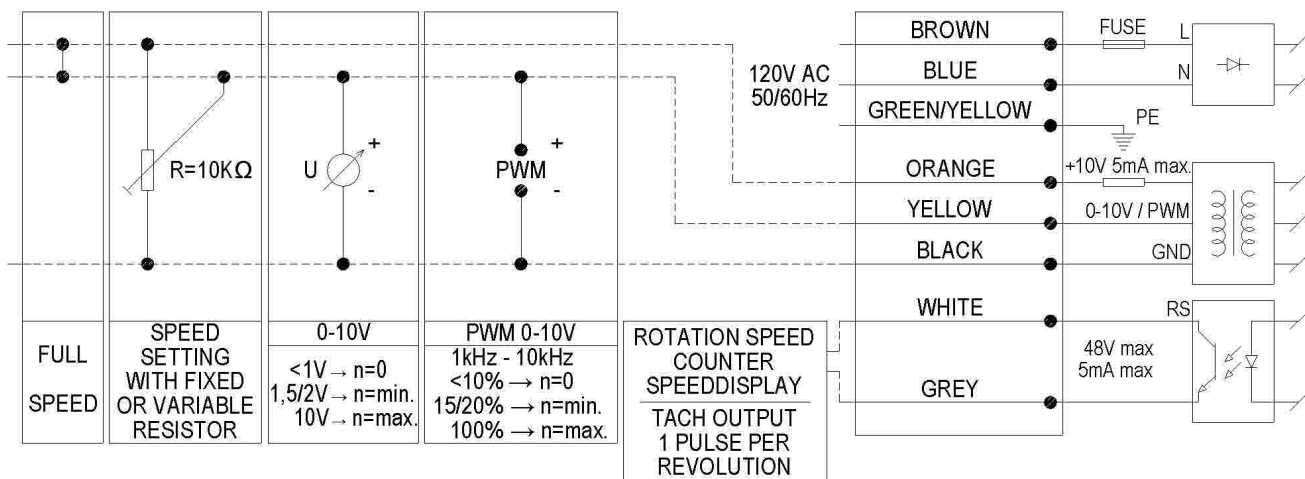 FULL
SPEED
R=10KΩ
SPEED
SETTING
WITH FIXED
OR VARIABLE
RESISTOR
U
+
-
0-10V
<1V→ n=0
1,5/2V→ n=min.
10V→ n=max.
+
PWM
-
PWM 0-10V
1kHz - 10kHz
<10% → n=0
15/20% → n=min.
100% → n=max.
ROTATION SPEED
COUNTER
SPEEDDISPLAY
TACH OUTPUT
1 PULSE PER
REVOLUTION
120V AC
50/60Hz
BROWN
BLUE
GREEN/YELLOW
ORANGE
YELLOW
BLACK
WHITE
GREY
FUSE
L
N
PE
+10V 5mA max.
0-10V / PWM
GND
RS
48V max
5mA max